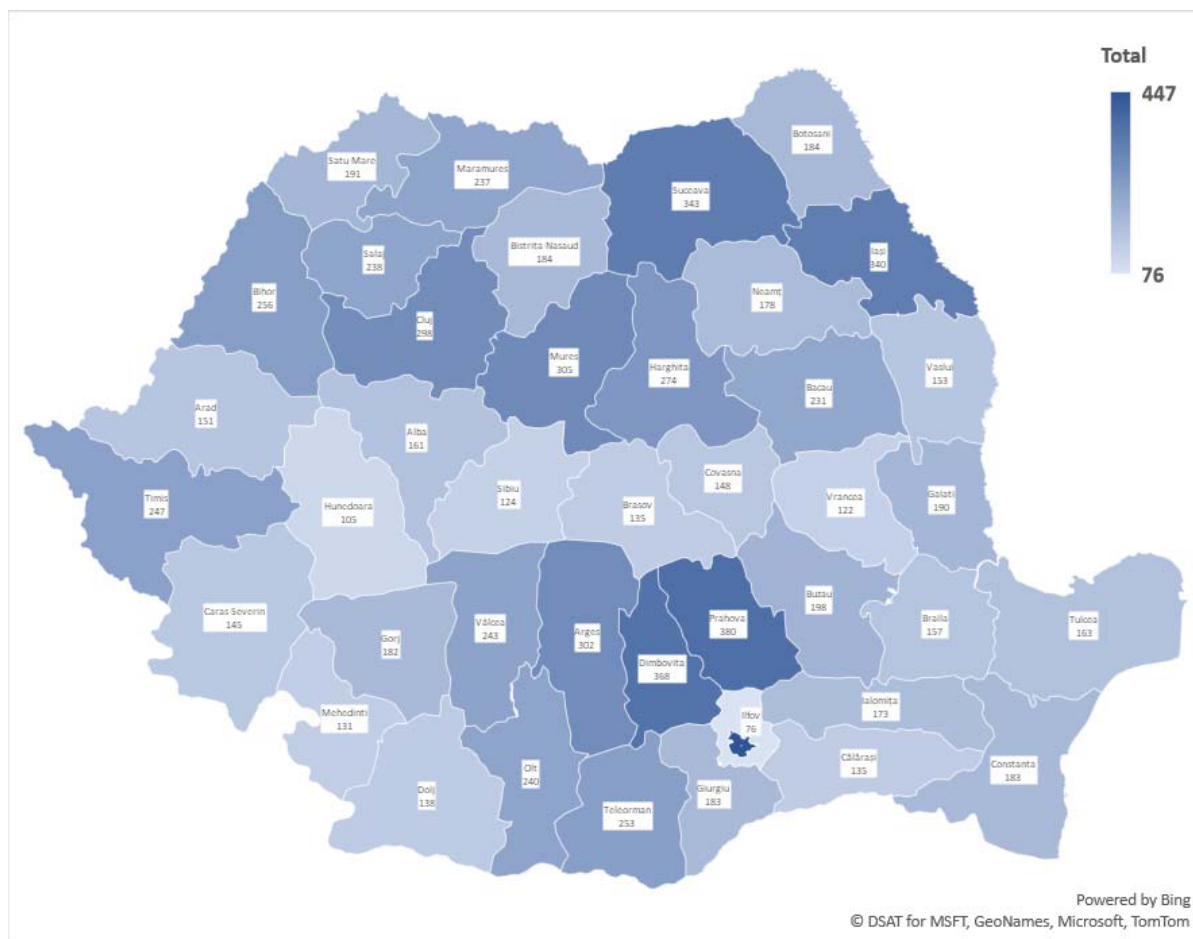 Total
447
76
Botosani
184
Satu Mare
191
Maramures
237
Suceava
343
Iași
340
Bistrita-Nasaud
184
Salaj
238
Neamt
178
Bihor
256
Cluj
298
Mures
305
Harghita
274
Vaslui
153
Bacau
231
Arad
151
Alba
161
Covasna
148
Sibiu
124
Timis
247
Hunedoara
105
Brasov
135
Vrancea
122
Galati
190
Caras-Severin
145
Gorj
182
Vâlcea
243
Arges
302
Prahova
380
Buzau
198
Braila
157
Tulcea
163
Dimbovita
368
Mehedinti
131
Ilfov
76
Ialomița
173
Călărași
135
Constanta
183
Dolj
138
Olt
240
Teleorman
253
Giurgiu
183
Powered by Bing
© DSAT for MSFT, GeoNames, Microsoft, TomTom